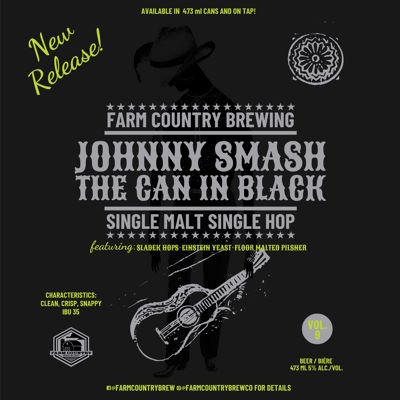 AVAILABLE IN 473 ml CANS AND ON TAP!
New
Release!
FARM COUNTRY BREWING
JOHNNY SMASH
THE CAN IN BLACK
SINGLE MALT SINGLE HOP
featuring: SLADEK HOPS·EINSTEIN YEAST·FLOOR MALTED PILSNER
CHARACTERISTICS:
CLEAN, CRISP, SNAPPY
IBU 35
VOL.
9
BEER / BIÈRE
473 ML 5% ALC./VOL.
@FARMCOUNTRYBREW @FARMCOUNTRYBREWCO FOR DETAILS